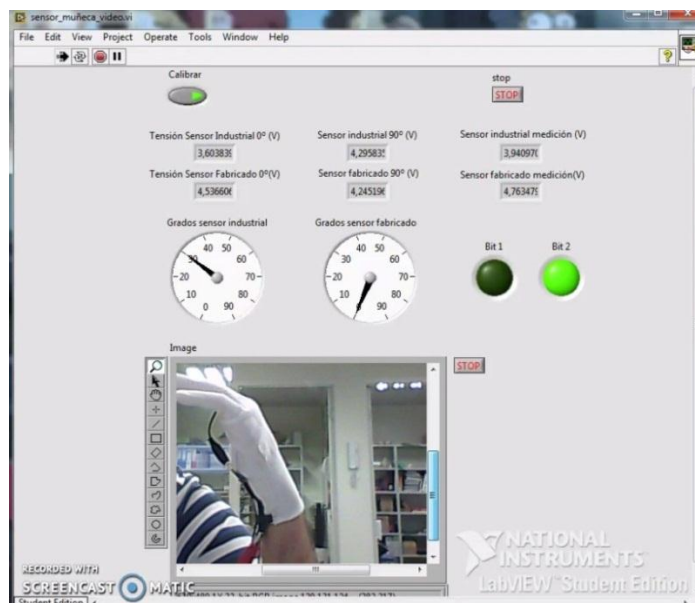 sensor_muñeca_video.vi
File Edit View Project Operate Tools Window Help
Calibrar
stop
STOP
Tensión Sensor Industrial 0º (V)
Sensor industrial 90º (V)
Sensor industrial medición (V)
3,603839
4,295835
3,940970
Tensión Sensor Fabricado 0º(V)
Sensor fabricado 90º (V)
Sensor fabricado medición(V)
4,536606
4,245196
4,763479
Grados sensor industrial
Grados sensor fabricado
0 10 20 30 40 50 60 70 80 90
0 10 20 30 40 50 60 70 80 90
Bit 1
Bit 2
Image
STOP
NATIONAL
INSTRUMENTS
LabVIEW Student Edition
RECORDED WITH
SCREENCAST MATIC
Student Edition